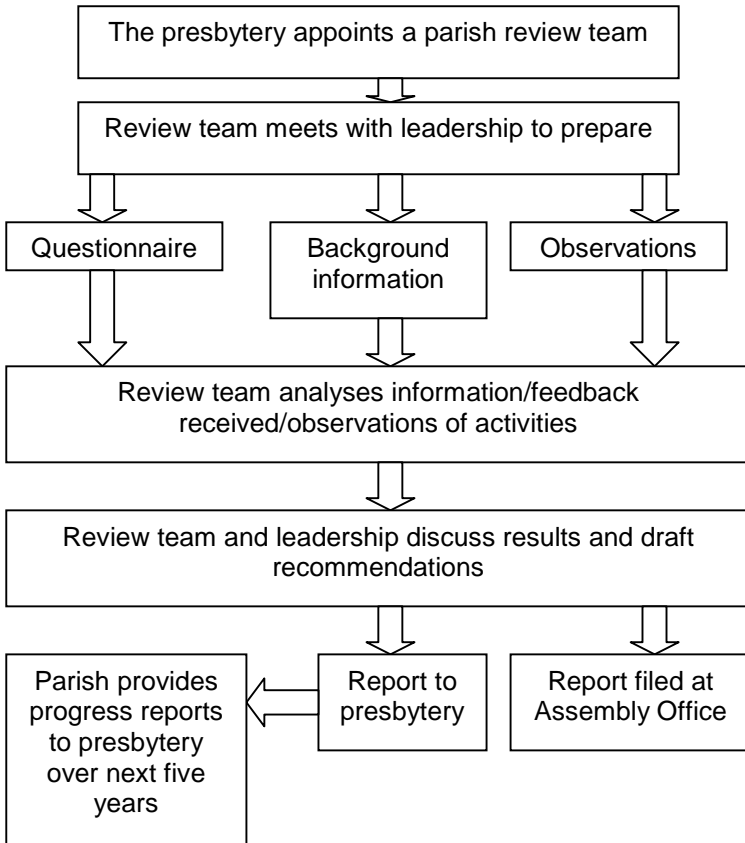 The presbytery appoints a parish review team
Review team meets with leadership to prepare
Questionnaire
Background
information
Observations
Review team analyses information/feedback
received/observations of activities
Review team and leadership discuss results and draft
recommendations
Parish provides
progress reports
to presbytery
over next five
years
Report to
presbytery
Report filed at
Assembly Office